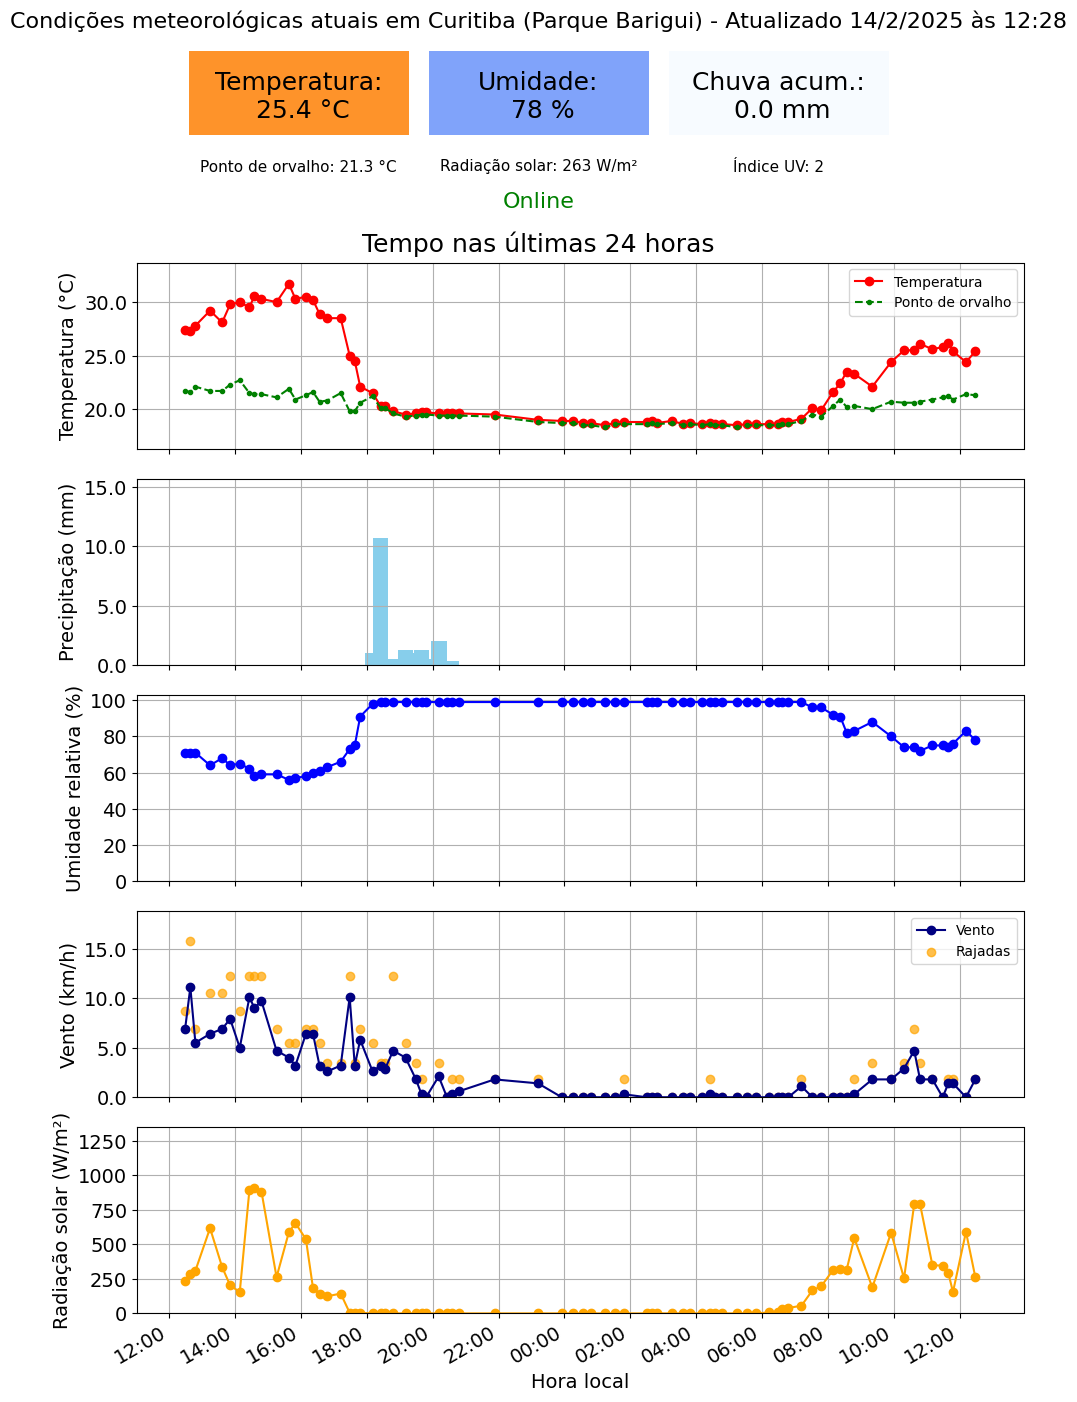 Condições meteorológicas atuais em Curitiba (Parque Barigui) - Atualizado 14/2/2025 às 12:28
Temperatura:
25.4 °C
Umidade:
78 %
Chuva acum.:
0.0 mm
Ponto de orvalho: 21.3 °C
Radiação solar: 263 W/m²
Índice UV: 2
Online
Tempo nas últimas 24 horas
Temperatura (°C)
30.0
25.0
20.0
Temperatura
Ponto de orvalho
Precipitação (mm)
15.0
10.0
5.0
0.0
Umidade relativa (%)
100
80
60
40
20
0
Vento (km/h)
15.0
10.0
5.0
0.0
Vento
Rajadas
Radiação solar (W/m²)
1250
1000
750
500
250
0
12:00
14:00
16:00
18:00
20:00
22:00
00:00
02:00
04:00
06:00
08:00
10:00
12:00
Hora local